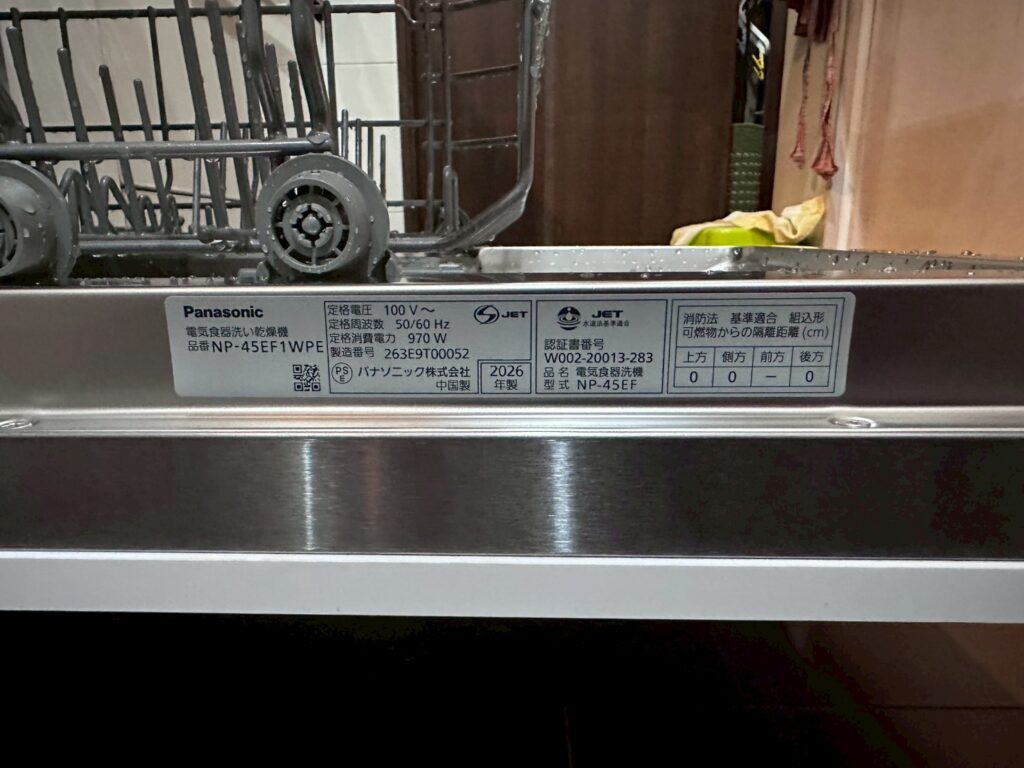 Panasonic
電気食器洗い乾燥機
品番 NP-45EF1WPE
定格電圧 100 V～
定格周波数 50/60 Hz
定格消費電力 970 W
製造番号 263E9T00052
PS E パナソニック株式会社
中国製
2026
年製
S JET
JET
水道法基準適合
認証書番号
W002-20013-283
品名 電気食器洗機
型式 NP-45EF
消防法 基準適合 組込形
可燃物からの隔離距離(cm)
上方 側方 前方 後方
0 0 － 0